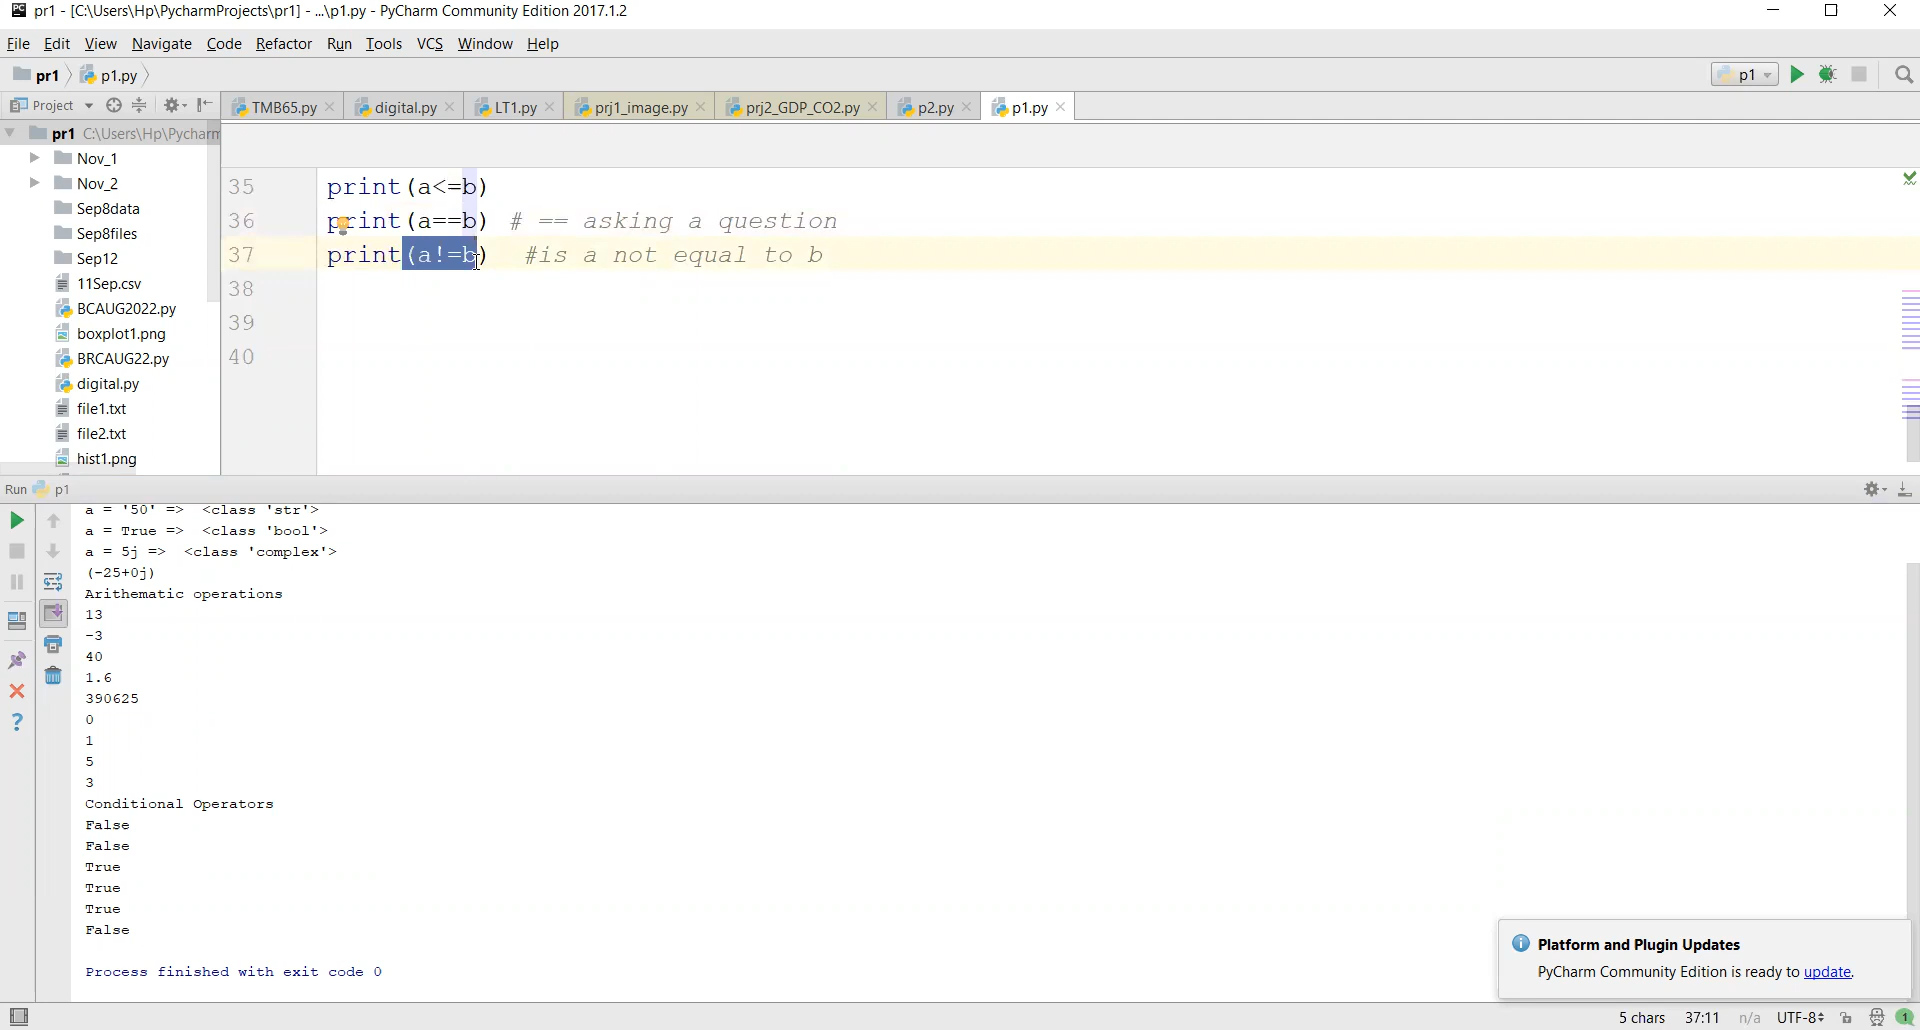 pr1 - [C:\Users\Hp\PycharmProjects\pr1] - ...\p1.py - PyCharm Community Edition 2017.1.2
File Edit View Navigate Code Refactor Run Tools VCS Window Help
pr1 p1.py p1
Project TMB65.py digital.py LT1.py prj1_image.py prj2_GDP_CO2.py p2.py p1.py
pr1 C:\Users\Hp\Pycharm
Nov_1
Nov_2
Sep8data
Sep8files
Sep12
11Sep.csv
BCAUG2022.py
boxplot1.png
BRCAUG22.py
digital.py
file1.txt
file2.txt
hist1.png
35 print(a<=b)
36 print(a==b) # == asking a question
37 print(a!=b) #is a not equal to b
38
39
40
Run p1
a = '50' => <class 'str'>
a = True => <class 'bool'>
a = 5j => <class 'complex'>
(-25+0j)
Arithematic operations
13
-3
40
1.6
390625
0
1
5
3
Conditional Operators
False
False
True
True
True
False
Process finished with exit code 0
Platform and Plugin Updates
PyCharm Community Edition is ready to update.
5 chars 37:11 n/a UTF-8 1